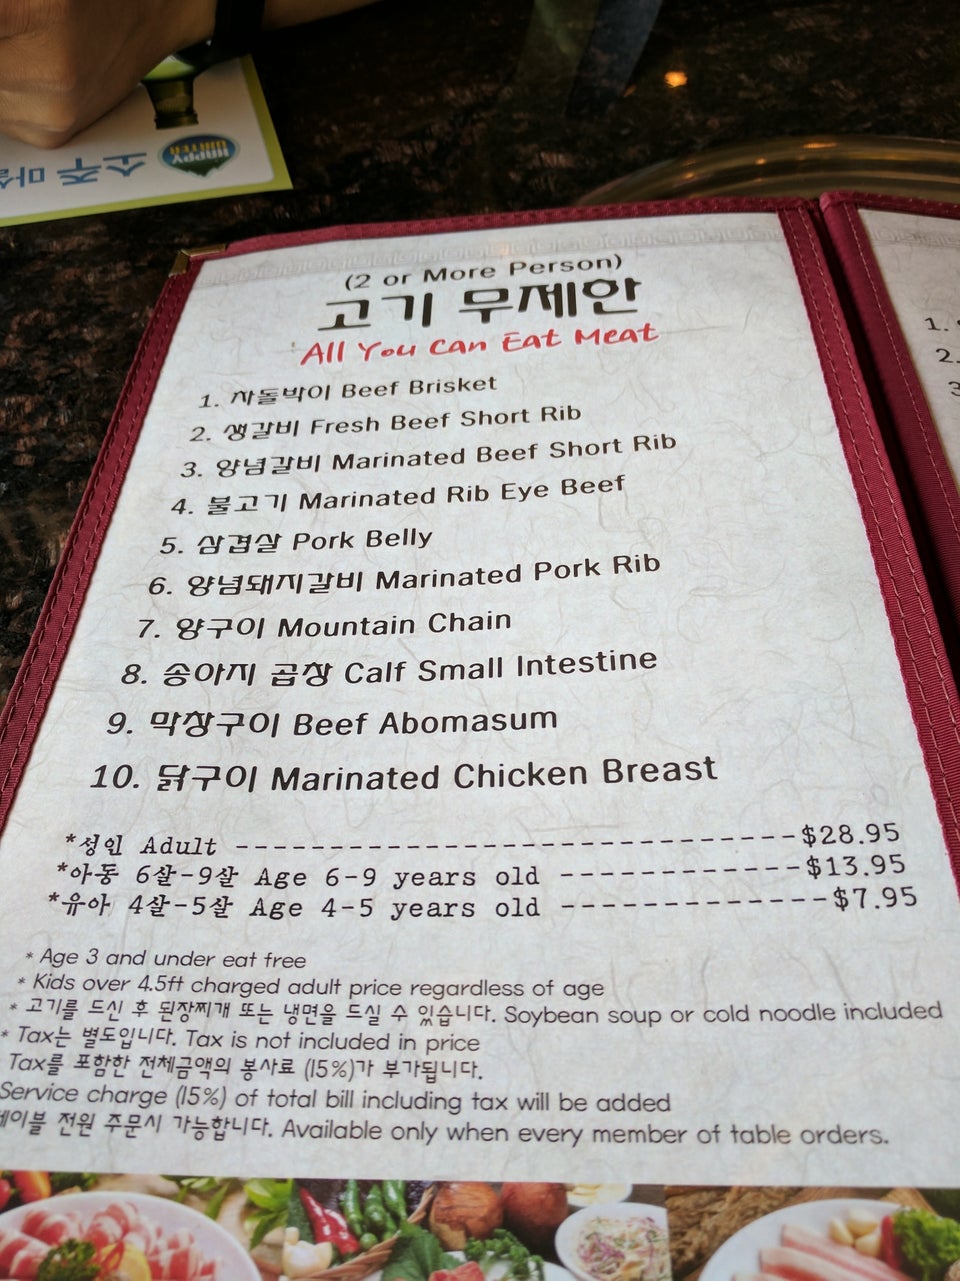 HAPPY
WATER
소주
(2 or More Person)
고기 무제한
All You Can Eat Meat
1. 차돌박이 Beef Brisket
2. 생갈비 Fresh Beef Short Rib
3. 양념갈비 Marinated Beef Short Rib
4. 불고기 Marinated Rib Eye Beef
5. 삼겹살 Pork Belly
6. 양념돼지갈비 Marinated Pork Rib
7. 양구이 Mountain Chain
8. 송아지 곱창 Calf Small Intestine
9. 막창구이 Beef Abomasum
10. 닭구이 Marinated Chicken Breast
*성인 Adult ----------------------------$28.95
*아동 6살-9살 Age 6-9 years old ------------$13.95
*유아 4살-5살 Age 4-5 years old -------------$7.95
* Age 3 and under eat free
* Kids over 4.5ft charged adult price regardless of age
* 고기를 드신 후 된장찌개 또는 냉면을 드실 수 있습니다. Soybean soup or cold noodle included
* Tax는 별도입니다. Tax is not included in price
Tax를 포함한 전체금액의 봉사료 (15%)가 부가됩니다.
Service charge (15%) of total bill including tax will be added
테이블 전원 주문시 가능합니다. Available only when every member of table orders.
1.
2.
3